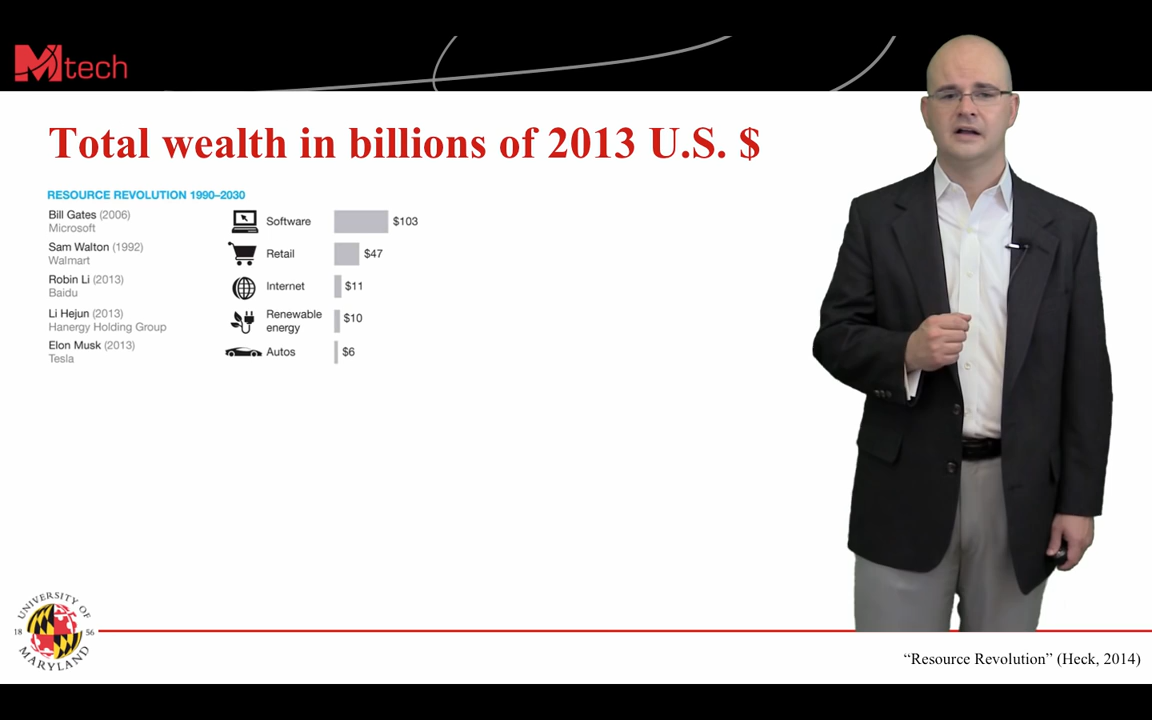 Mtech
Total wealth in billions of 2013 U.S. $
RESOURCE REVOLUTION 1990–2030
Bill Gates (2006)
Microsoft
Software
$103
Sam Walton (1992)
Walmart
Retail
$47
Robin Li (2013)
Baidu
Internet
$11
Li Hejun (2013)
Hanergy Holding Group
Renewable
energy
$10
Elon Musk (2013)
Tesla
Autos
$6
UNIVERSITY OF
18 56
MARYLAND
“Resource Revolution” (Heck, 2014)